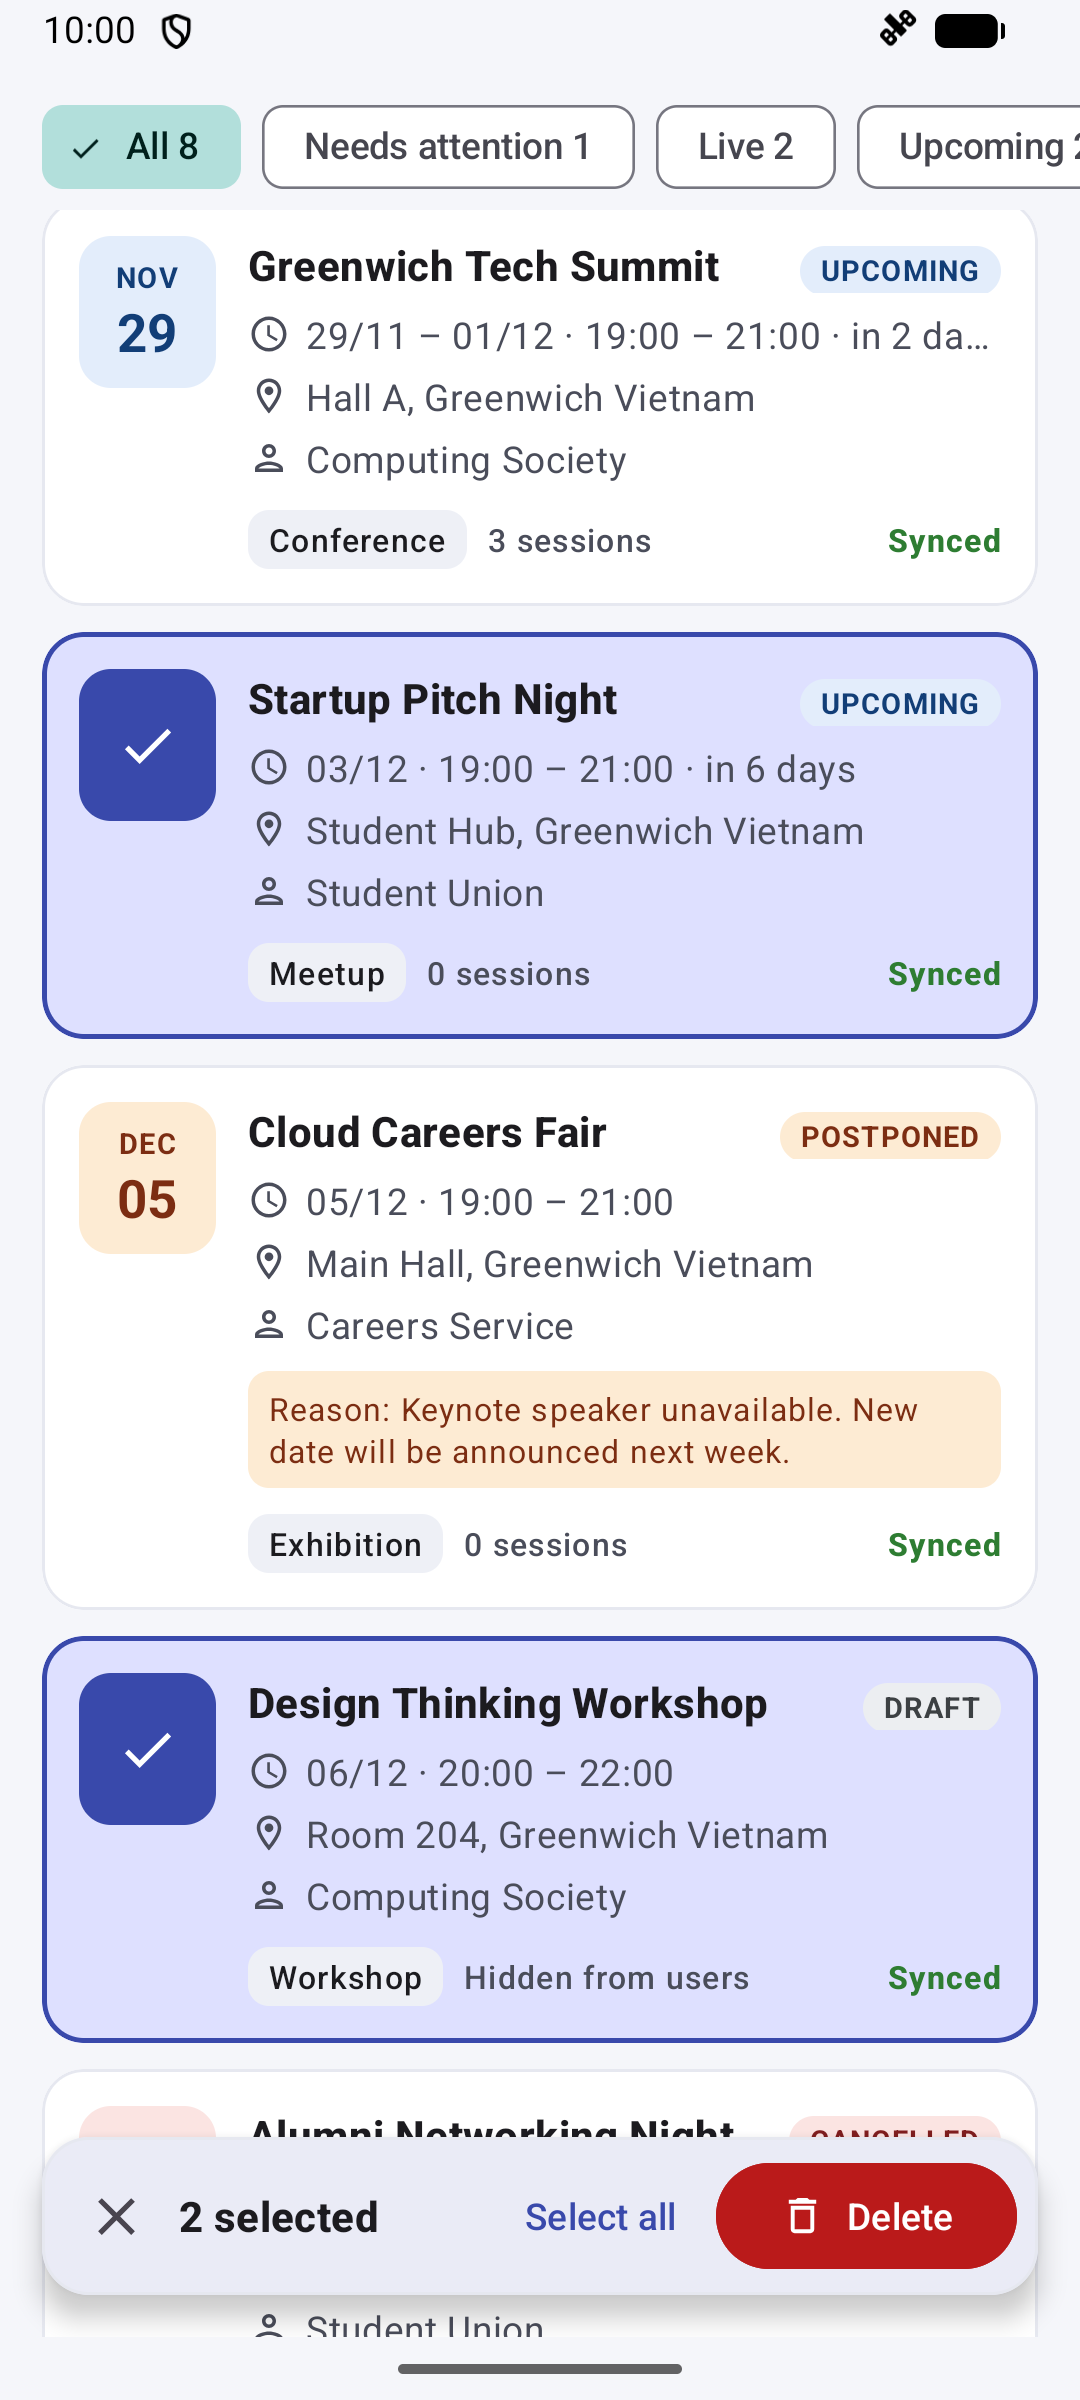 10:00
All 8
Needs attention 1
Live 2
Upcoming
NOV
29
Greenwich Tech Summit
UPCOMING
29/11 – 01/12 · 19:00 – 21:00 · in 2 da…
Hall A, Greenwich Vietnam
Computing Society
Conference
3 sessions
Synced
Startup Pitch Night
UPCOMING
03/12 · 19:00 – 21:00 · in 6 days
Student Hub, Greenwich Vietnam
Student Union
Meetup
0 sessions
Synced
DEC
05
Cloud Careers Fair
POSTPONED
05/12 · 19:00 – 21:00
Main Hall, Greenwich Vietnam
Careers Service
Reason: Keynote speaker unavailable. New
date will be announced next week.
Exhibition
0 sessions
Synced
Design Thinking Workshop
DRAFT
06/12 · 20:00 – 22:00
Room 204, Greenwich Vietnam
Computing Society
Workshop
Hidden from users
Synced
Alumni Networking Night
CANCELLED
2 selected
Select all
Delete
Student Union